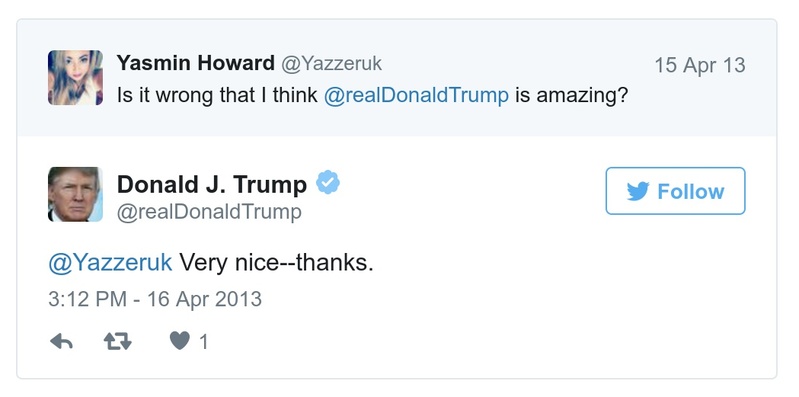 Yasmin Howard @Yazzeruk 15 Apr 13
Is it wrong that I think @realDonaldTrump is amazing?
Donald J. Trump Follow
@realDonaldTrump
@Yazzeruk Very nice--thanks.
3:12 PM - 16 Apr 2013
1